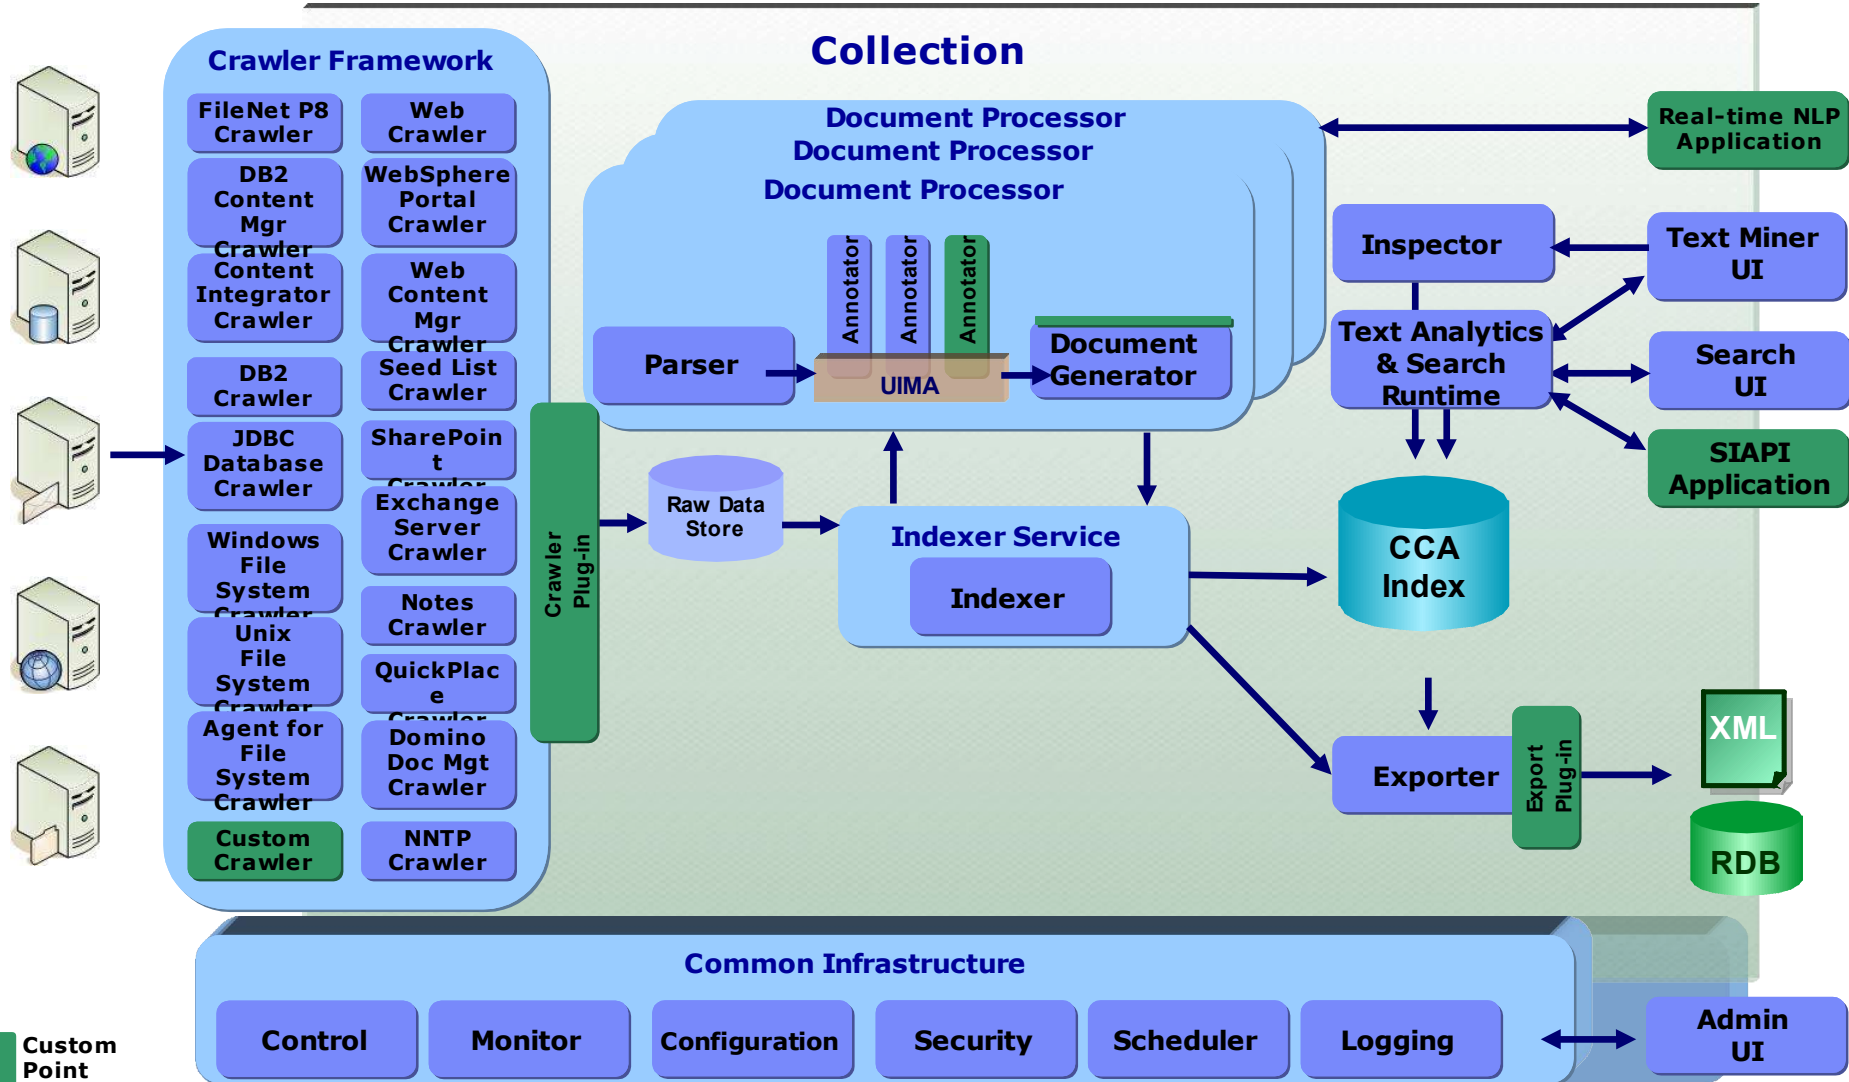 Collection
Crawler Framework
FileNet P8
Crawler
Web
Crawler
DB2
Content
Mgr
Crawler
WebSphere
Portal
Crawler
Content
Integrator
Crawler
Web
Content
Mgr
Crawler
DB2
Crawler
Seed List
Crawler
JDBC
Database
Crawler
SharePoin
t
Crawler
Windows
File
System
Crawler
Exchange
Server
Crawler
Unix
File
System
Crawler
Notes
Crawler
QuickPlac
e
Crawler
Agent for
File
System
Crawler
Domino
Doc Mgt
Crawler
Custom
Crawler
NNTP
Crawler
Crawler
Plug-in
Document Processor
Document Processor
Document Processor
Annotator
Annotator
Annotator
Parser
UIMA
Document
Generator
Raw Data
Store
Indexer Service
Indexer
Real-time NLP
Application
Inspector
Text Miner
UI
Text Analytics
& Search
Runtime
Search
UI
SIAPI
Application
CCA
Index
Exporter
Export
Plug-in
XML
RDB
Common Infrastructure
Control
Monitor
Configuration
Security
Scheduler
Logging
Admin
UI
Custom
Point